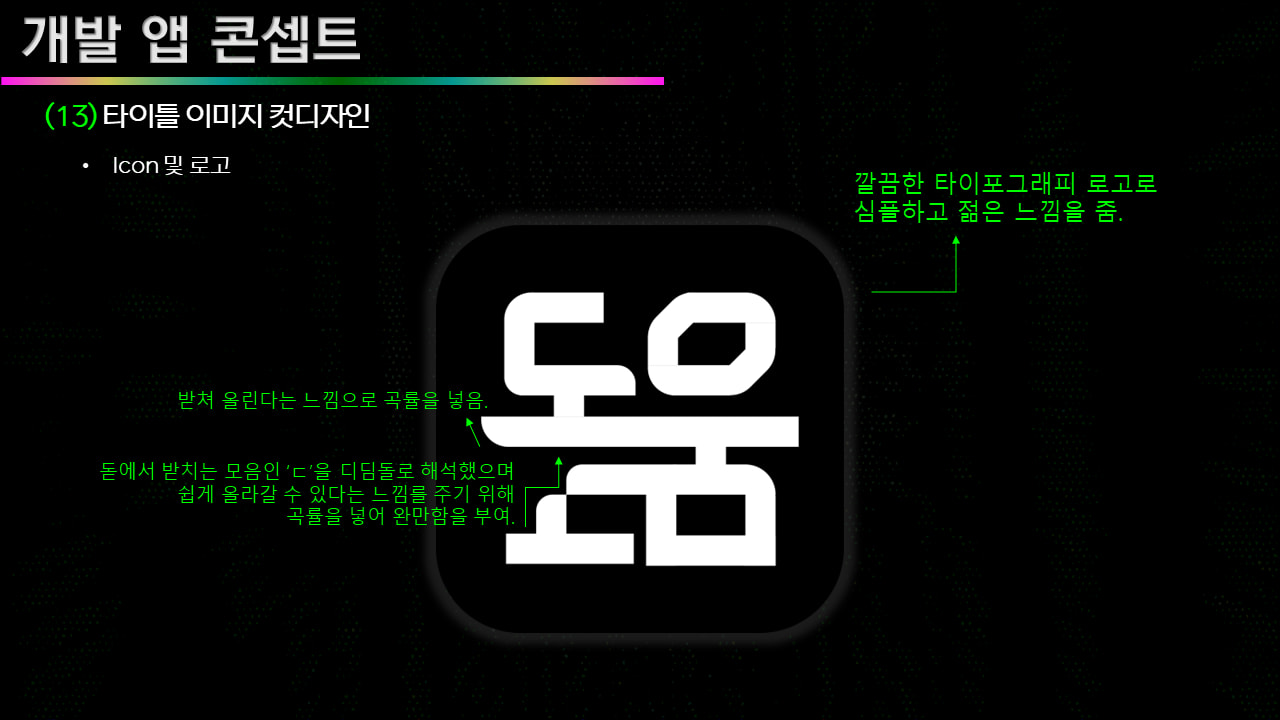 개발 앱 콘셉트
(13) 타이틀 이미지 컷디자인
• Icon 및 로고
깔끔한 타이포그래피 로고로
심플하고 젊은 느낌을 줌.
받쳐 올린다는 느낌으로 곡률을 넣음.
돋에서 받치는 모음인 ‘ㄷ’을 디딤돌로 해석했으며
쉽게 올라갈 수 있다는 느낌를 주기 위해
곡률을 넣어 완만함을 부여.